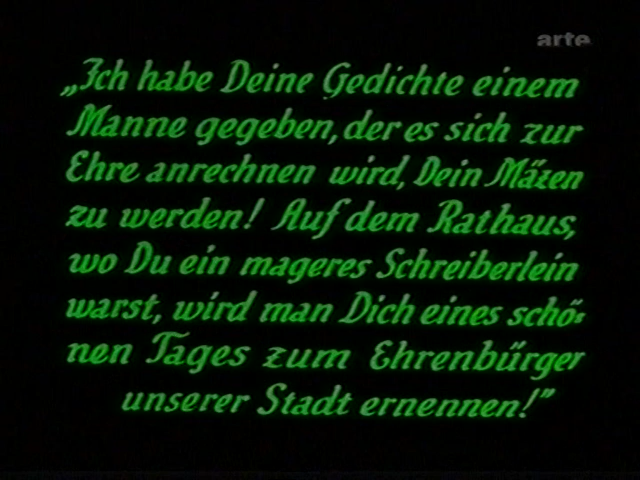 arte
„Ich habe Deine Gedichte einem
Manne gegeben, der es sich zur
Ehre anrechnen wird, Dein Mäzen
zu werden! Auf dem Rathaus,
wo Du ein mageres Schreiberlein
warst, wird man Dich eines schö=
nen Tages zum Ehrenbürger
unserer Stadt ernennen!”